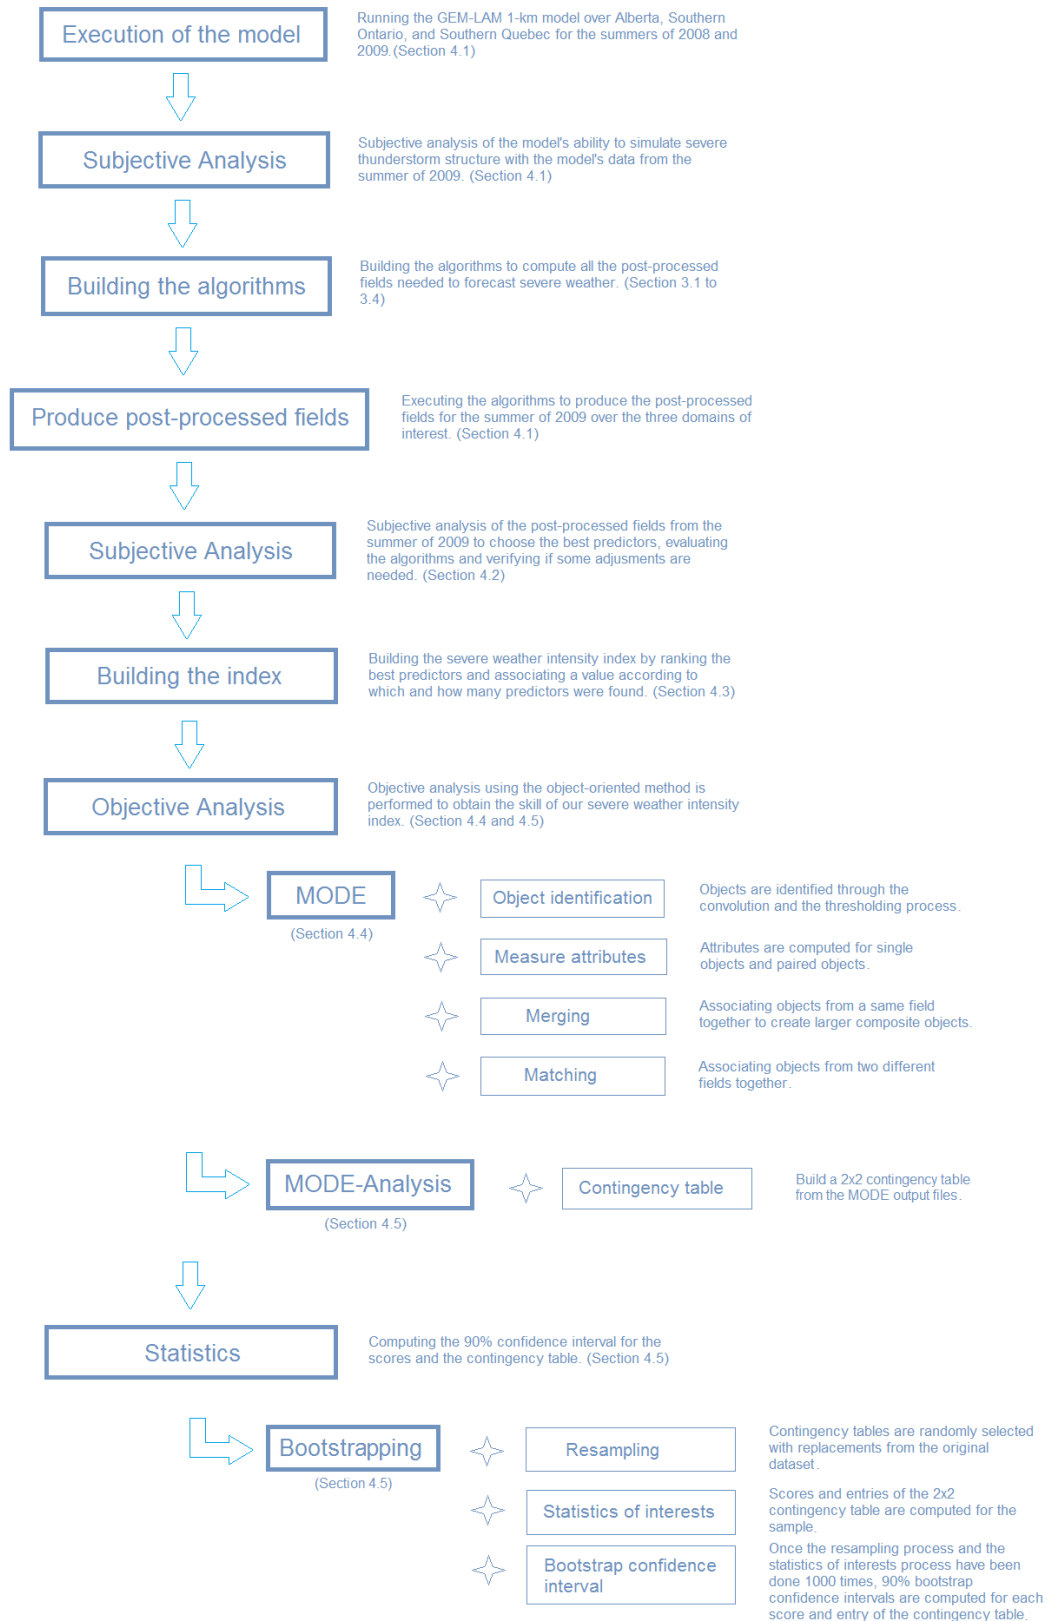 Execution of the model
Running the GEM-LAM 1-km model over Alberta, Southern
Ontario, and Southern Quebec for the summers of 2008 and
2009.(Section 4.1)
Subjective Analysis
Subjective analysis of the model's ability to simulate severe
thunderstorm structure with the model's data from the
summer of 2009. (Section 4.1)
Building the algorithms
Building the algorithms to compute all the post-processed
fields needed to forecast severe weather. (Section 3.1 to
3.4)
Produce post-processed fields
Executing the algorithms to produce the post-processed
fields for the summer of 2009 over the three domains of
interest. (Section 4.1)
Subjective Analysis
Subjective analysis of the post-processed fields from the
summer of 2009 to choose the best predictors, evaluating
the algorithms and verifying if some adjusments are
needed. (Section 4.2)
Building the index
Building the severe weather intensity index by ranking the
best predictors and associating a value according to
which and how many predictors were found. (Section 4.3)
Objective Analysis
Objective analysis using the object-oriented method is
performed to obtain the skill of our severe weather intensity
index. (Section 4.4 and 4.5)
MODE
(Section 4.4)
Object identification
Objects are identified through the
convolution and the thresholding process.
Measure attributes
Attributes are computed for single
objects and paired objects.
Merging
Associating objects from a same field
together to create larger composite objects.
Matching
Associating objects from two different
fields together.
MODE-Analysis
(Section 4.5)
Contingency table
Build a 2x2 contingency table
from the MODE output files.
Statistics
Computing the 90% confidence interval for the
scores and the contingency table. (Section 4.5)
Bootstrapping
(Section 4.5)
Resampling
Contingency tables are randomly selected
with replacements from the original
dataset.
Statistics of interests
Scores and entries of the 2x2
contingency table are computed for the
sample.
Bootstrap confidence
interval
Once the resampling process and the
statistics of interests process have been
done 1000 times, 90% bootstrap
confidence intervals are computed for each
score and entry of the contingency table.